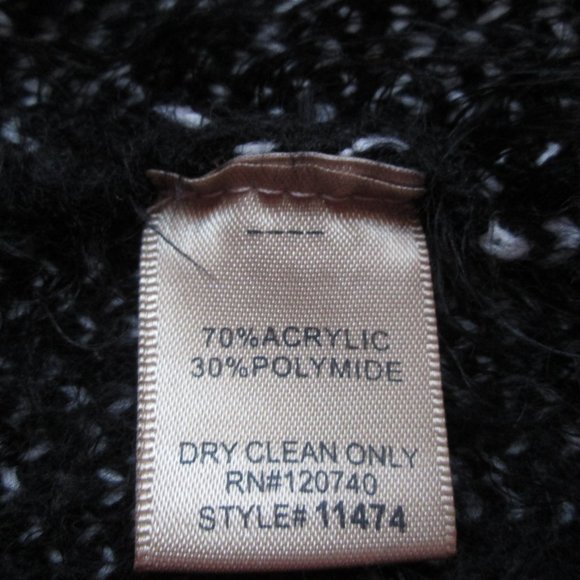 ----
70%ACRYLIC
30%POLYMIDE
DRY CLEAN ONLY
RN#120740
STYLE# 11474